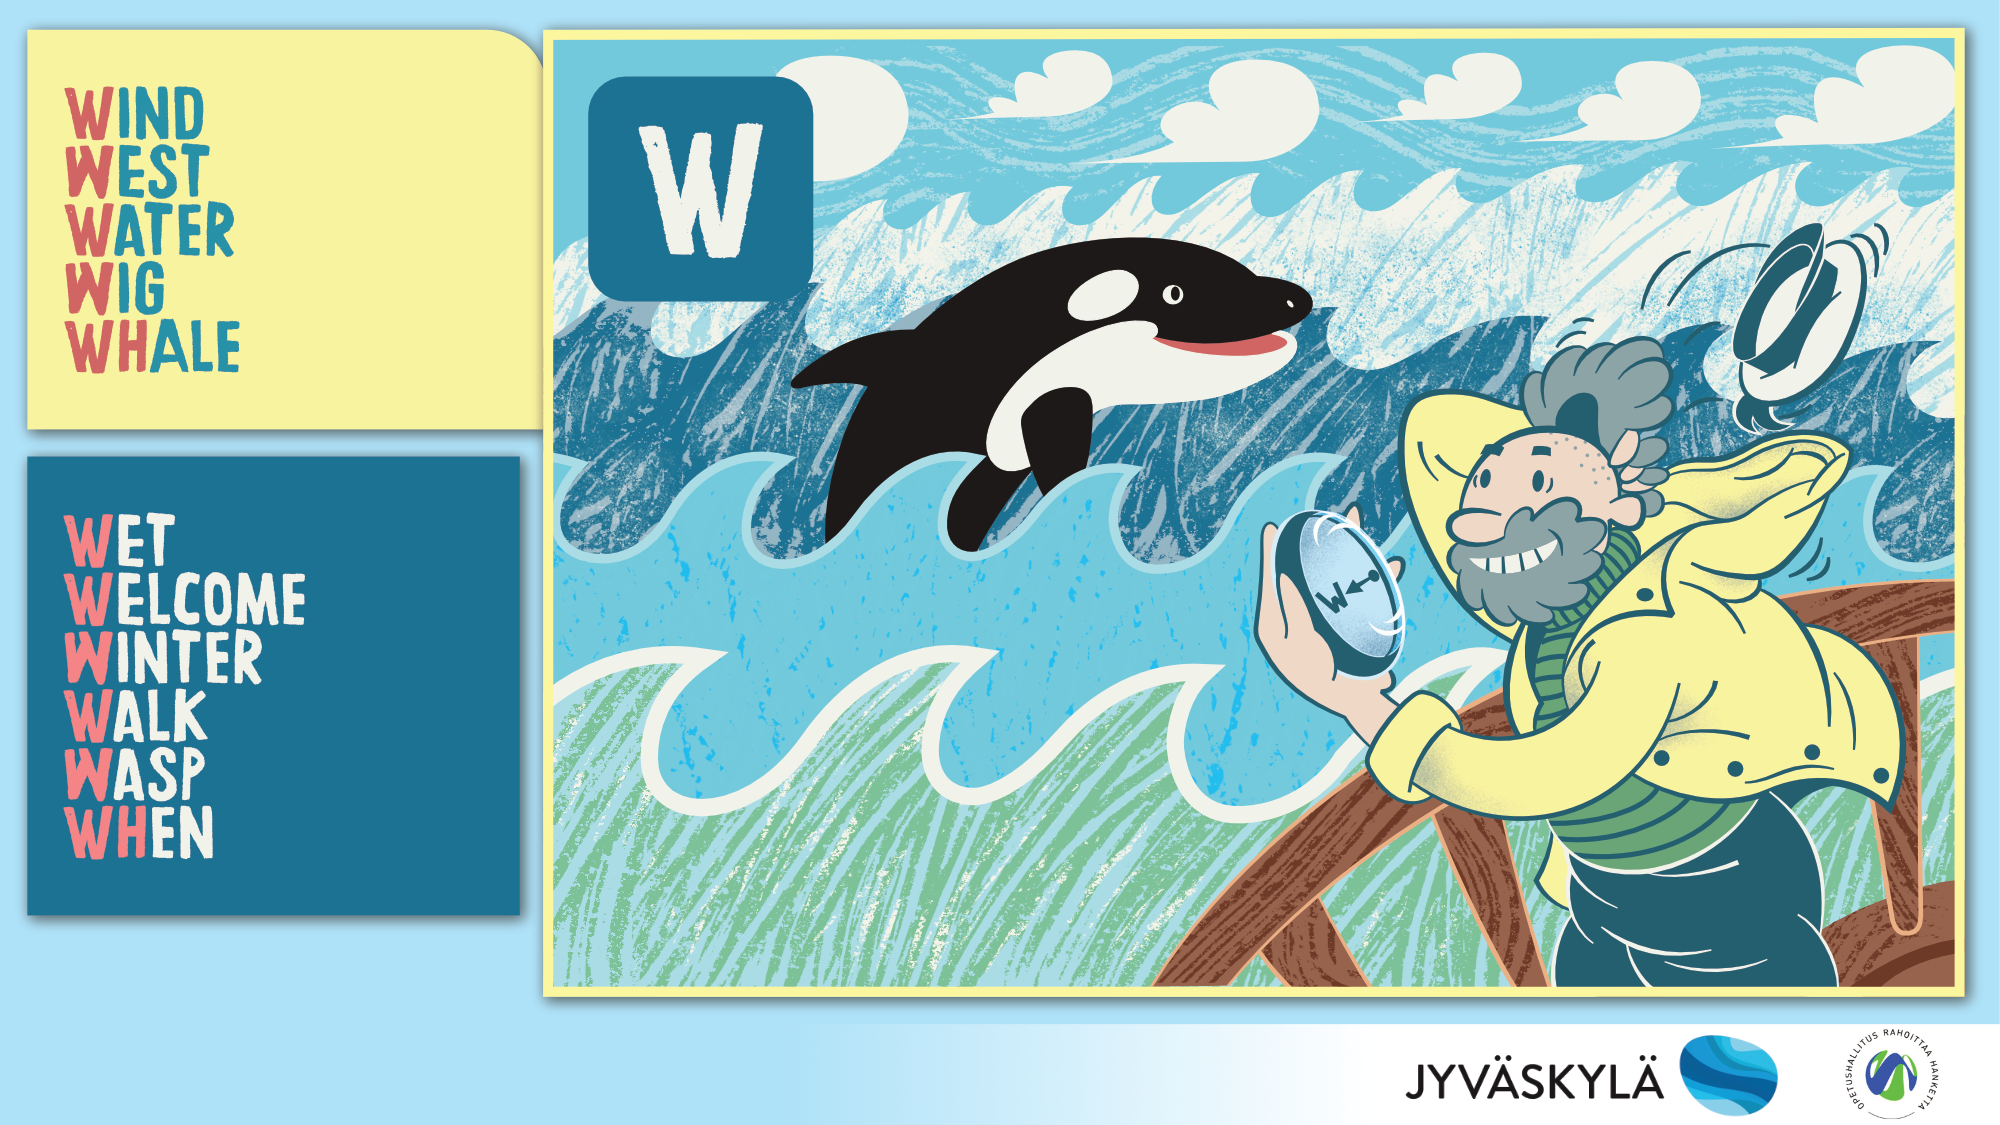 WIND
WEST
WATER
WIG
WHALE
WET
WELCOME
WINTER
WALK
WASP
WHEN
W
W
JYVÄSKYLÄ
OPETUSHALLITUS RAHOITTAA HANKETTA